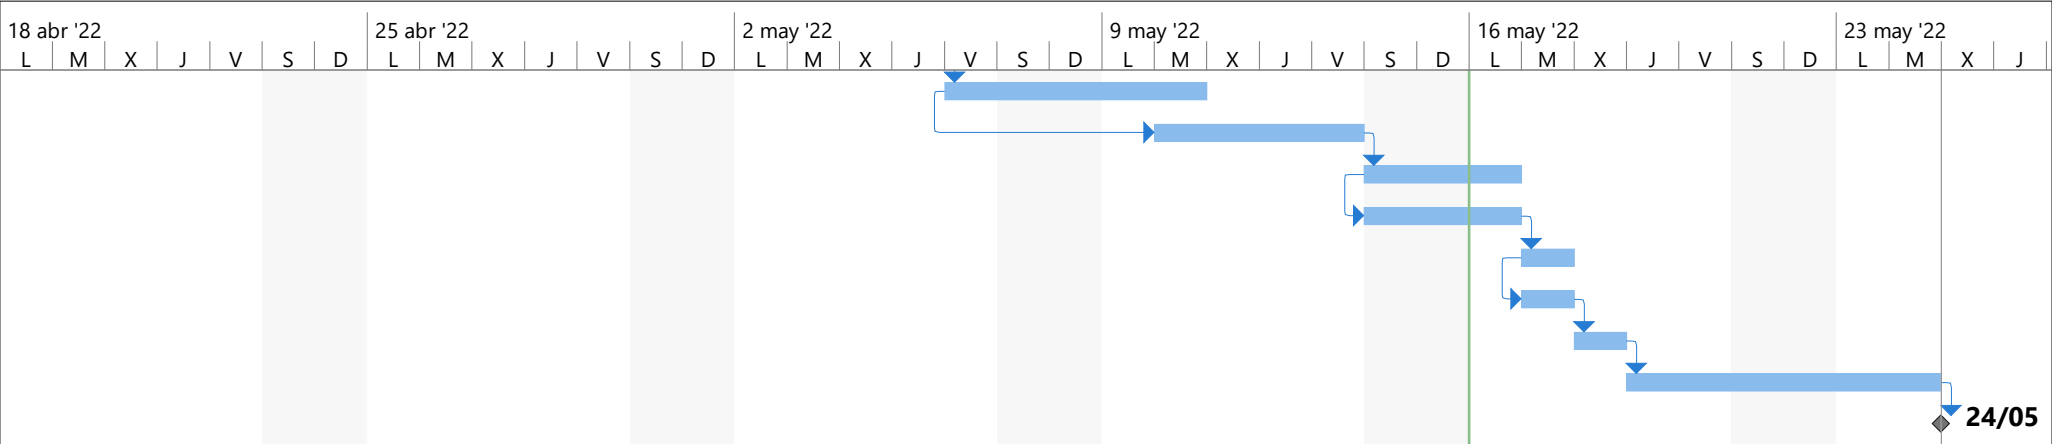 18 abr '22 25 abr '22 2 may '22 9 may '22 16 may '22 23 may '22
L M X J V S D L M X J V S D L M X J V S D L M X J V S D L M X J V S D L M X J
24/05